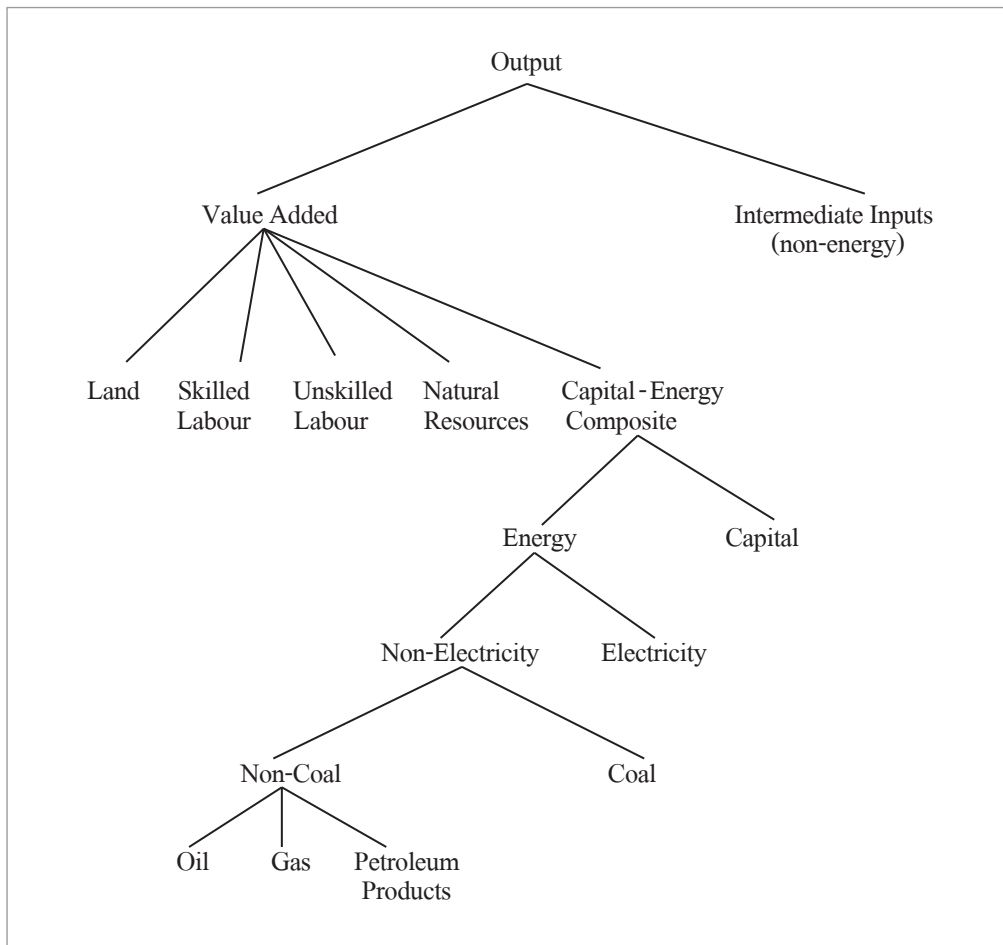 Output
Value Added
Intermediate Inputs
(non-energy)
Land
Skilled
Labour
Unskilled
Labour
Natural
Resources
Capital - Energy
Composite
Energy
Capital
Non-Electricity
Electricity
Non-Coal
Coal
Oil
Gas
Petroleum
Products